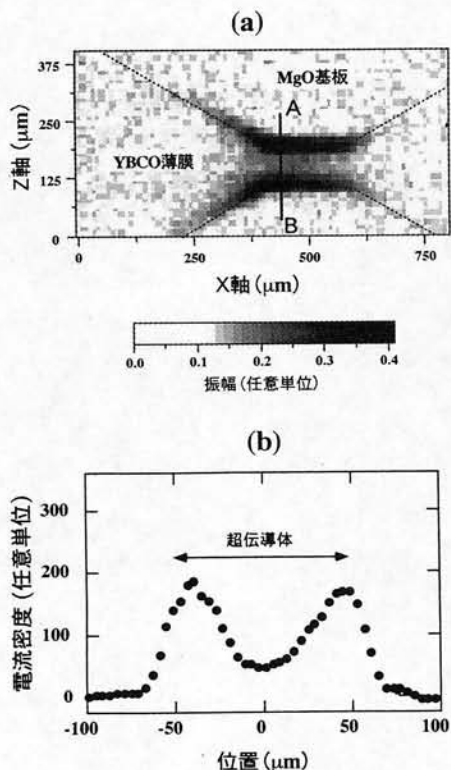 (a)
375
250
125
0
Z軸(μm)
MgO基板
A
YBCO薄膜
B
0
250
500
750
X軸(μm)
0.0
0.1
0.2
0.3
0.4
振幅(任意単位)
(b)
300
200
100
0
電流密度(任意単位)
超伝導体
-100
-50
0
50
100
位置(μm)